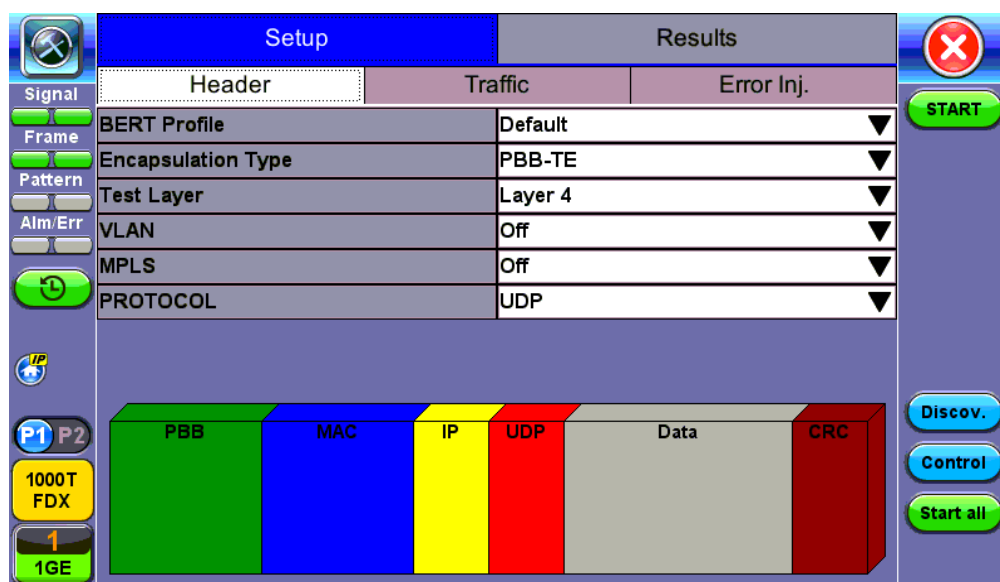 Setup
Results
Header
Traffic
Error Inj.
Signal
Frame
Pattern
Alm/Err
BERT Profile Default
Encapsulation Type PBB-TE
Test Layer Layer 4
VLAN Off
MPLS Off
PROTOCOL UDP
START
IP
P1 P2
1000T
FDX
1
1GE
PBB MAC IP UDP Data CRC
Discov.
Control
Start all